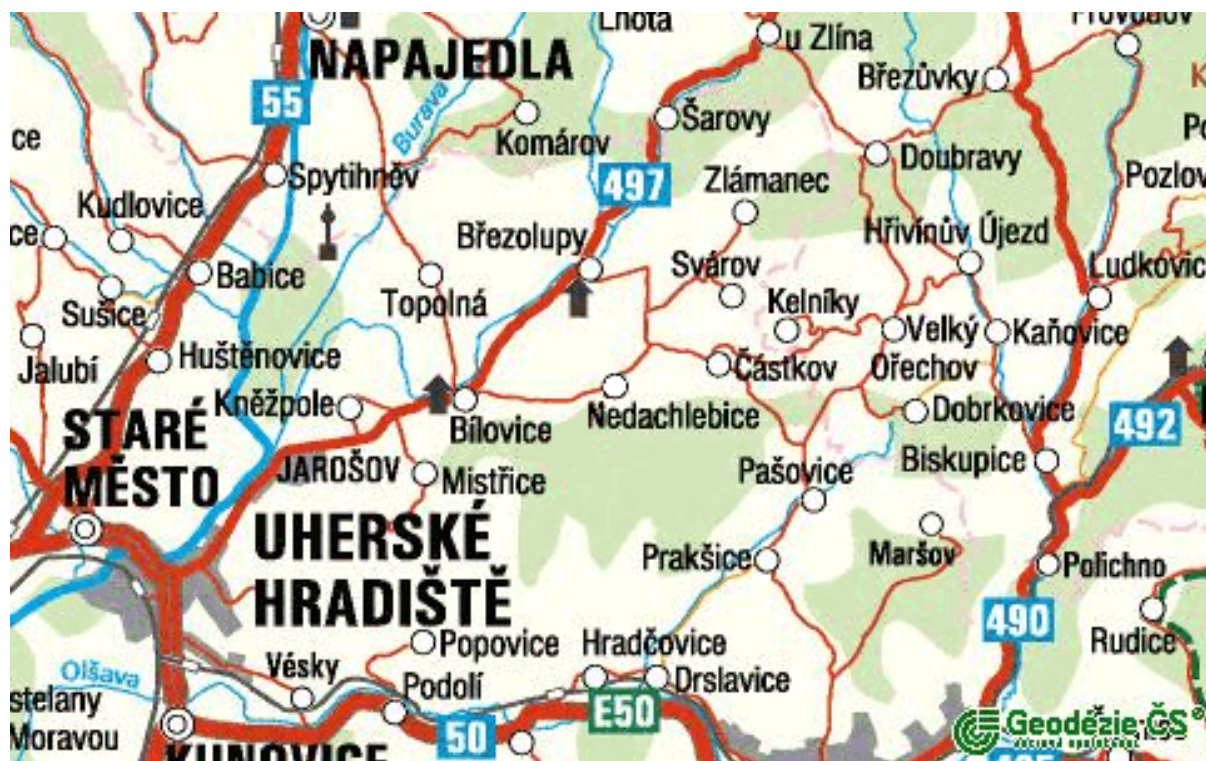 Lhota
u Zlína
NAPAJEDLA
Březůvky
55
Burava
Komárov
Šarovy
ce
Doubravy
Spytihněv
497
Zlámanec
Kudlovice
Hřivínův Újezd
ce
Březolupy
Babice
Svárov
Topolná
Kelníky
Sušice
Velký
Ořechov
Kaňovice
Jalubí
Huštěnovice
Částkov
Kněžpole
Nedachlebice
Dobrkovice
STARÉ
MĚSTO
Bílovice
492
JAROŠOV
Mistřice
Pašovice
Biskupice
UHERSKÉ
HRADIŠTĚ
Prakšice
Maršov
Polichno
490
Rudice
Popovice
Hradčovice
Olšava
Vésky
Podolí
Drslavice
stelany
Moravou
E50
50
KUNOVICE
Geodézie ČS®